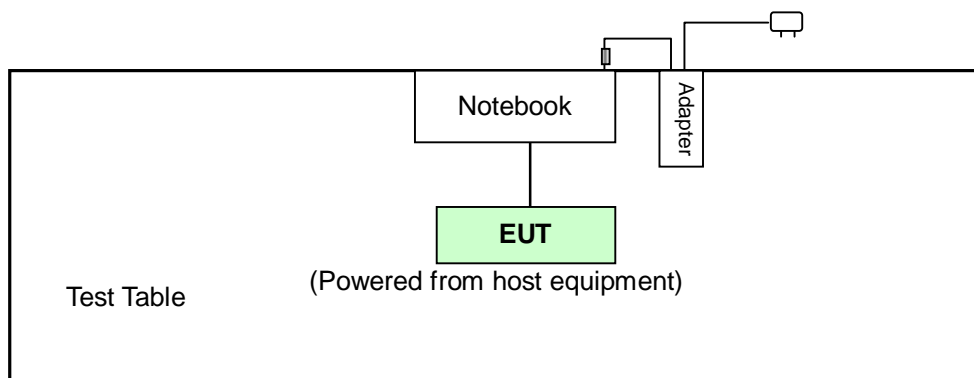 Notebook
Adapter
EUT
(Powered from host equipment)
Test Table